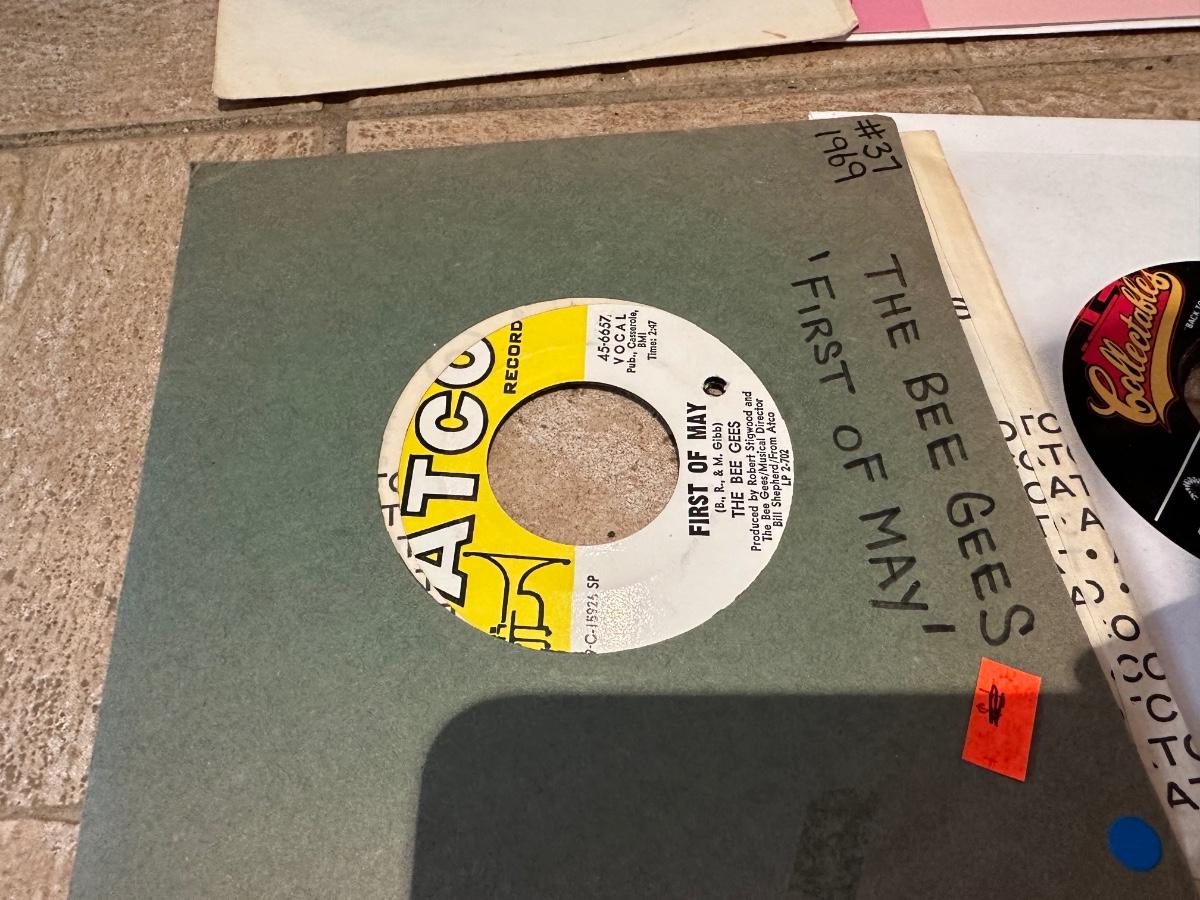 #37
1969
THE BEE GEES
'FIRST OF MAY'
ATCO
RECORD
45-6657
VOCAL
Pub., Casserole,
BMI
Time: 2:47
FIRST OF MAY
(B., R., & M. Gibb)
THE BEE GEES
Produced by Robert Stigwood and
The Bee Gees/Musical Director
Bill Shepherd/From Atco
LP 2-702
9-C-15925 SP
Collectables